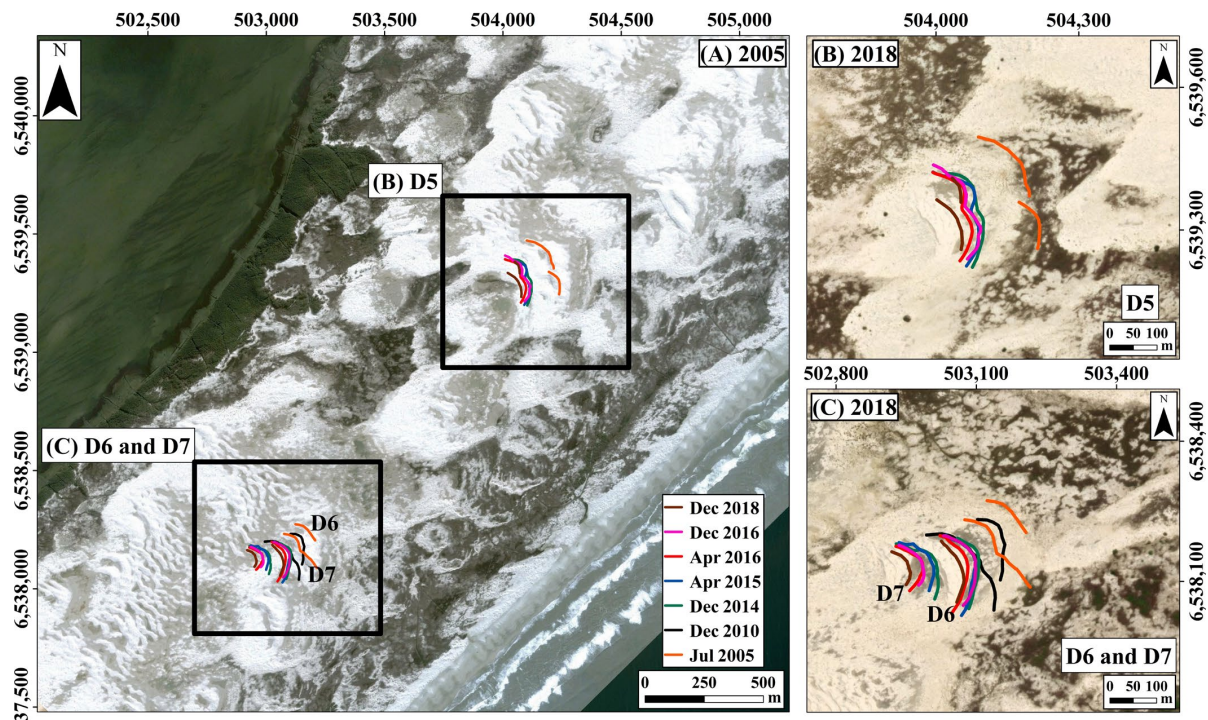 502,500 503,000 503,500 504,000 504,500 505,000
N
(A) 2005
6,540,000
6,539,500
6,539,000
6,538,500
6,538,000
37,500
(B) D5
(C) D6 and D7
D6
D7
Dec 2018
Dec 2016
Apr 2016
Apr 2015
Dec 2014
Dec 2010
Jul 2005
0 250 500
m
504,000 504,300
(B) 2018
N
6,539,600
6,539,300
D5
0 50 100
m
502,800 503,100 503,400
(C) 2018
N
6,538,400
6,538,100
D7
D6
D6 and D7
0 50 100
m